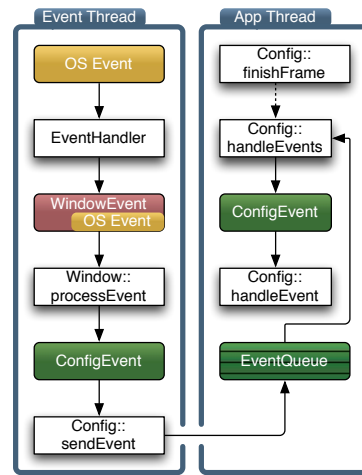 Event Thread
OS Event
EventHandler
WindowEvent
OS Event
Window::
processEvent
ConfigEvent
Config::
sendEvent
App Thread
Config::
finishFrame
Config::
handleEvents
ConfigEvent
Config::
handleEvent
EventQueue